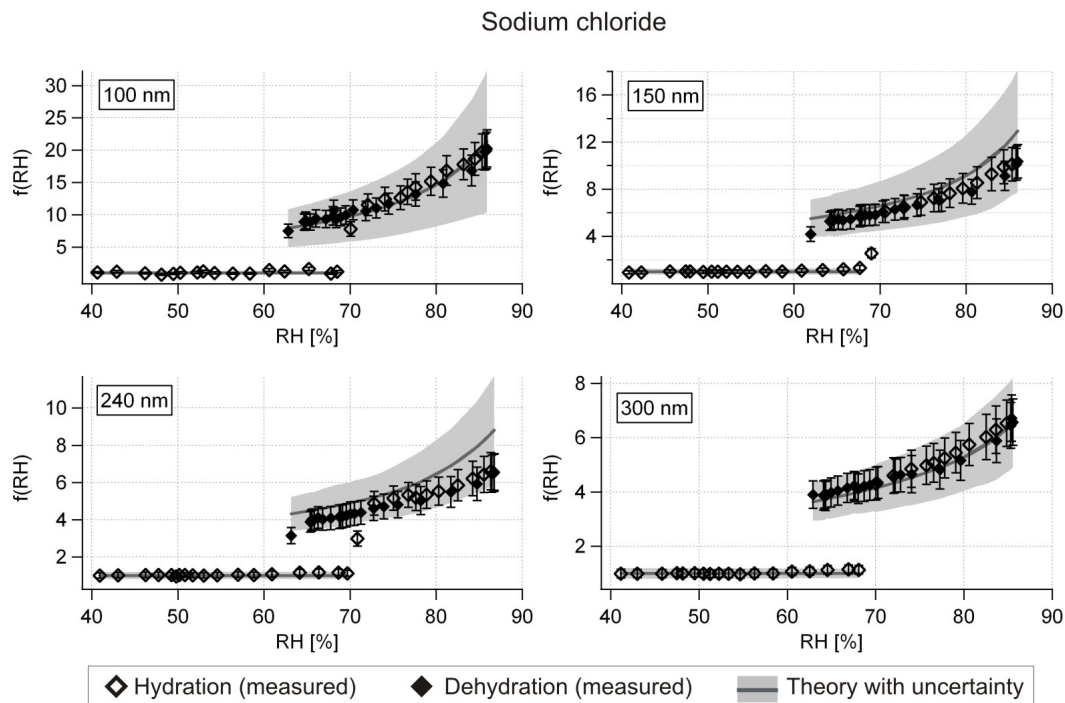 Sodium chloride
100 nm
f(RH)
30
25
20
15
10
5
40 50 60 70 80 90
RH [%]
150 nm
f(RH)
16
12
8
4
40 50 60 70 80 90
RH [%]
240 nm
f(RH)
10
8
6
4
2
40 50 60 70 80 90
RH [%]
300 nm
f(RH)
8
6
4
2
40 50 60 70 80 90
RH [%]
Hydration (measured) Dehydration (measured) Theory with uncertainty